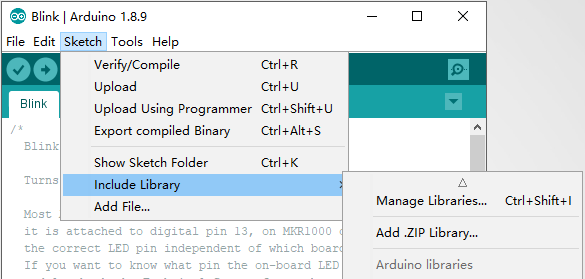 Blink | Arduino 1.8.9
File Edit Sketch Tools Help
Verify/Compile Ctrl+R
Upload Ctrl+U
Upload Using Programmer Ctrl+Shift+U
Export compiled Binary Ctrl+Alt+S
Show Sketch Folder Ctrl+K
Include Library
Add File...
Manage Libraries... Ctrl+Shift+I
Add .ZIP Library...
Arduino libraries
Blink
/*
Blink
Turns
Most
it is attached to digital pin 13, on MKR1000
the correct LED pin independent of which board
If you want to know what pin the on-board LED